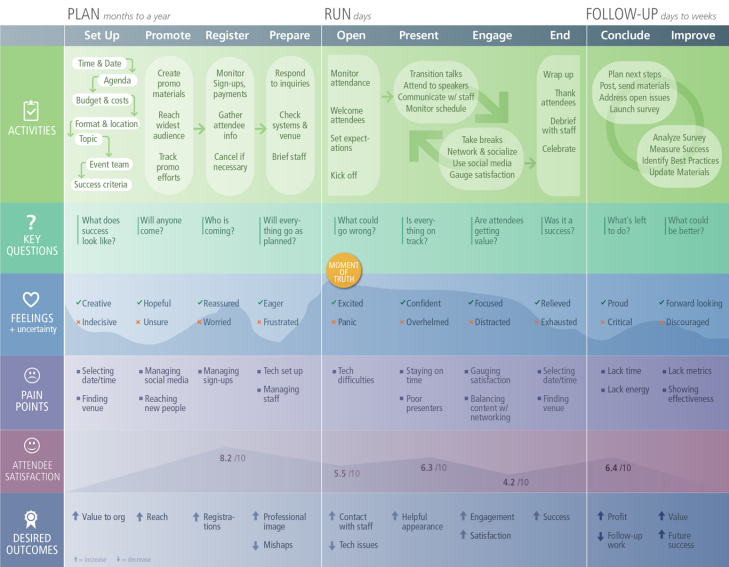 PLAN months to a year
RUN days
FOLLOW-UP days to weeks
Set Up
Promote
Register
Prepare
Open
Present
Engage
End
Conclude
Improve
ACTIVITIES
Time & Date
Agenda
Budget & costs
Format & location
Topic
Event team
Success criteria
Create
promo
materials
Reach
widest
audience
Track
promo
efforts
Monitor
Sign-ups,
payments
Gather
attendee
info
Cancel if
necessary
Respond
to inquiries
Check
systems &
venue
Brief staff
Monitor
attendance
Welcome
attendees
Set expect-
ations
Kick off
Transition talks
Attend to speakers
Communicate w/ staff
Monitor schedule
Take breaks
Network & socialize
Use social media
Gauge satisfaction
Wrap up
Thank
attendees
Debrief
with staff
Celebrate
Plan next steps
Post, send materials
Address open issues
Launch survey
Analyze Survey
Measure Success
Identify Best Practices
Update Materials
?
KEY
QUESTIONS
What does
success
look like?
Will anyone
come?
Who is
coming?
Will every-
thing go as
planned?
What could
go wrong?
Is every-
thing on
track?
Are attendees
getting
value?
Was it a
success?
What's left
to do?
What could
be better?
MOMENT
OF
TRUTH
FEELINGS
+ uncertainty
Creative
Indecisive
Hopeful
Unsure
Reassured
Worried
Eager
Frustrated
Excited
Panic
Confident
Overhelmed
Focused
Distracted
Relieved
Exhausted
Proud
Critical
Forward looking
Discouraged
PAIN
POINTS
Selecting
date/time
Finding
venue
Managing
social media
Reaching
new people
Managing
sign-ups
Tech set up
Managing
staff
Tech
difficulties
Staying on
time
Poor
presenters
Gauging
satisfaction
Balancing
content w/
networking
Selecting
date/time
Finding
venue
Lack time
Lack energy
Lack metrics
Showing
effectiveness
ATTENDEE
SATISFACTION
8.2 /10
5.5 /10
6.3 /10
4.2 /10
6.4 /10
DESIRED
OUTCOMES
Value to org
Reach
Registra-
tions
Professional
image
Mishaps
Contact
with staff
Tech issues
Helpful
appearance
Engagement
Satisfaction
Success
Profit
Follow-up
work
Value
Future
success
= increase
= decrease